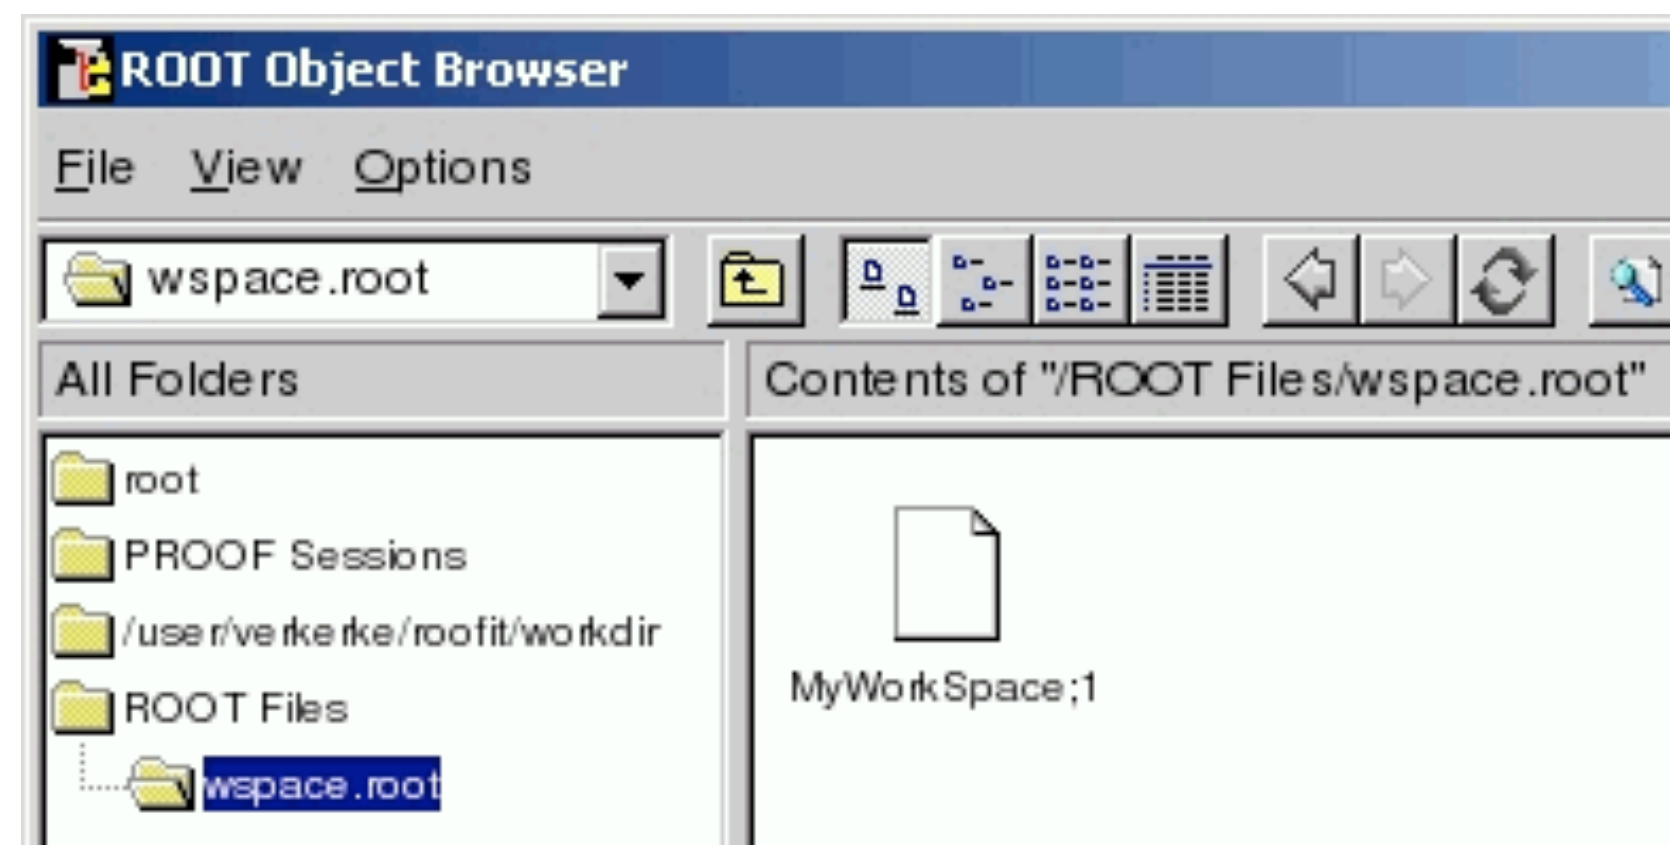 ROOT Object Browser
File View Options
wspace.root
All Folders
Contents of "/ROOT Files/wspace.root"
root
PROOF Sessions
/user/verkerke/roofit/workdir
ROOT Files
wspace.root
MyWorkSpace;1